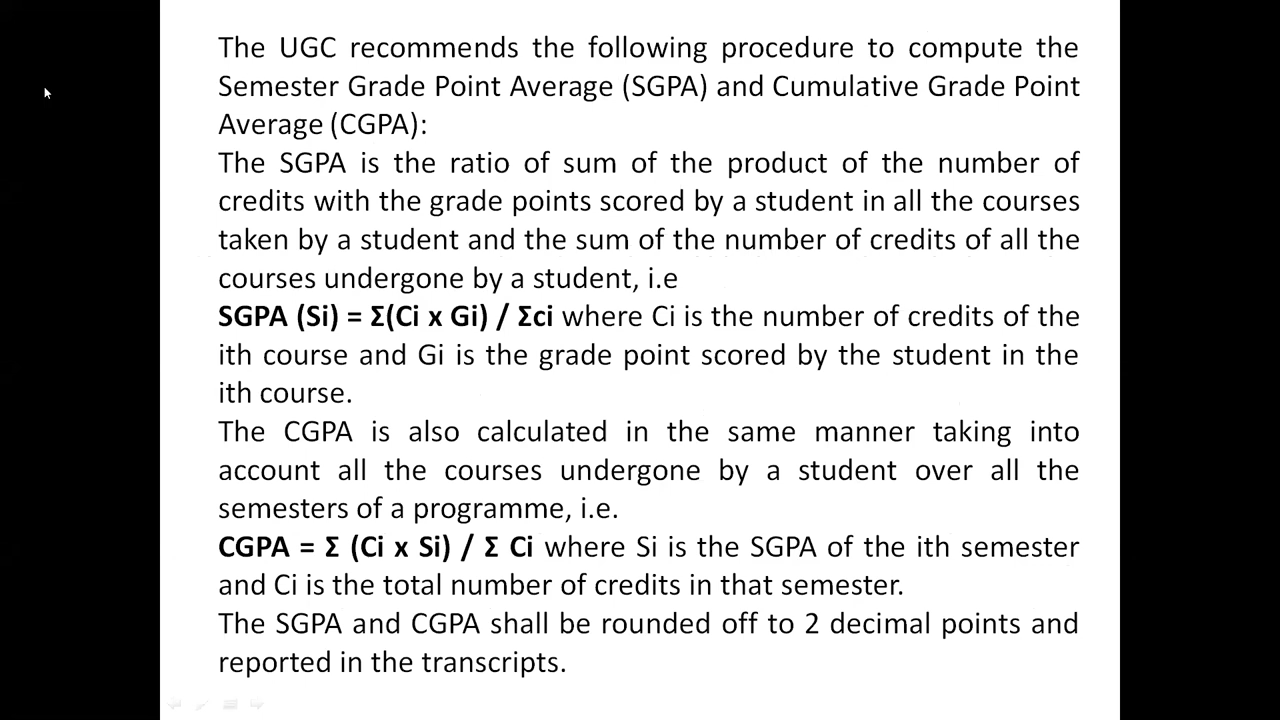 The UGC recommends the following procedure to compute the
Semester Grade Point Average (SGPA) and Cumulative Grade Point
Average (CGPA):
The SGPA is the ratio of sum of the product of the number of
credits with the grade points scored by a student in all the courses
taken by a student and the sum of the number of credits of all the
courses undergone by a student, i.e
SGPA (Si) = Σ(Ci x Gi) / Σci where Ci is the number of credits of the
ith course and Gi is the grade point scored by the student in the
ith course.
The CGPA is also calculated in the same manner taking into
account all the courses undergone by a student over all the
semesters of a programme, i.e.
CGPA = Σ (Ci x Si) / Σ Ci where Si is the SGPA of the ith semester
and Ci is the total number of credits in that semester.
The SGPA and CGPA shall be rounded off to 2 decimal points and
reported in the transcripts.